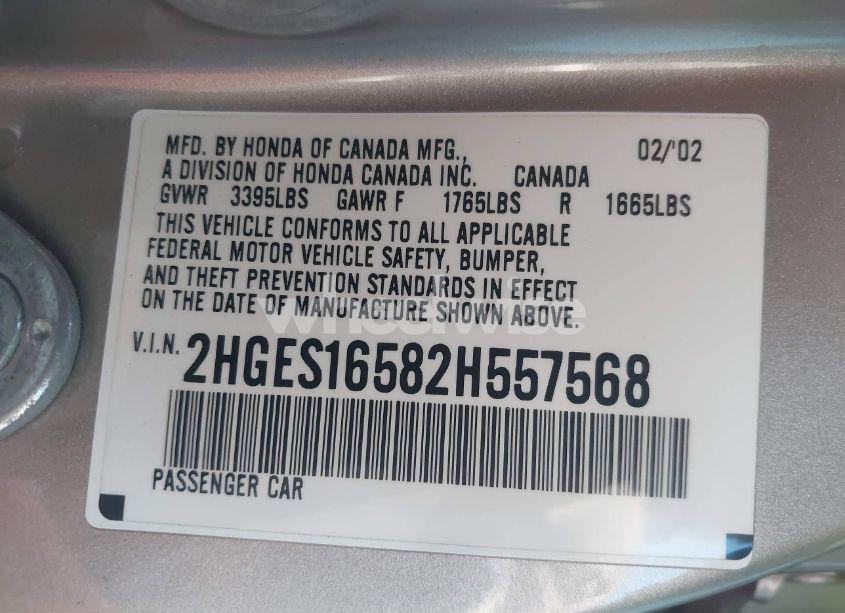 MFD. BY HONDA OF CANADA MFG., 02/'02
A DIVISION OF HONDA CANADA INC. CANADA
GVWR 3395LBS GAWR F 1765LBS R 1665LBS
THIS VEHICLE CONFORMS TO ALL APPLICABLE
FEDERAL MOTOR VEHICLE SAFETY, BUMPER,
AND THEFT PREVENTION STANDARDS IN EFFECT
ON THE DATE OF MANUFACTURE SHOWN ABOVE.
wheelwise
V.I.N. 2HGES16582H557568
PASSENGER CAR